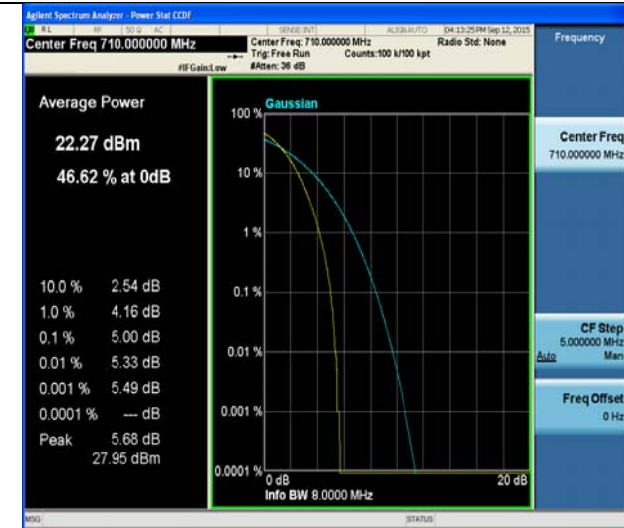 Agilent Spectrum Analyzer - Power Stat CCDF
RL RF 50 Ω AC SENSE:INT ALIGN AUTO 04:13:25 PM Sep 12, 2015
Center Freq 710.000000 MHz
Center Freq: 710.000000 MHz Radio Std: None
Trig: Free Run Counts:100 k/100 kpt
#IFGain:Low #Atten: 36 dB
Frequency
Average Power
22.27 dBm
46.62 % at 0dB
10.0 % 2.54 dB
1.0 % 4.16 dB
0.1 % 5.00 dB
0.01 % 5.33 dB
0.001 % 5.49 dB
0.0001 % --- dB
Peak 5.68 dB
27.95 dBm
Gaussian
100 %
10 %
1 %
0.1 %
0.01 %
0.001 %
0.0001 %
0 dB 20 dB
Info BW 8.0000 MHz
Center Freq
710.000000 MHz
CF Step
5.000000 MHz
Auto Man
Freq Offset
0 Hz
MSG STATUS